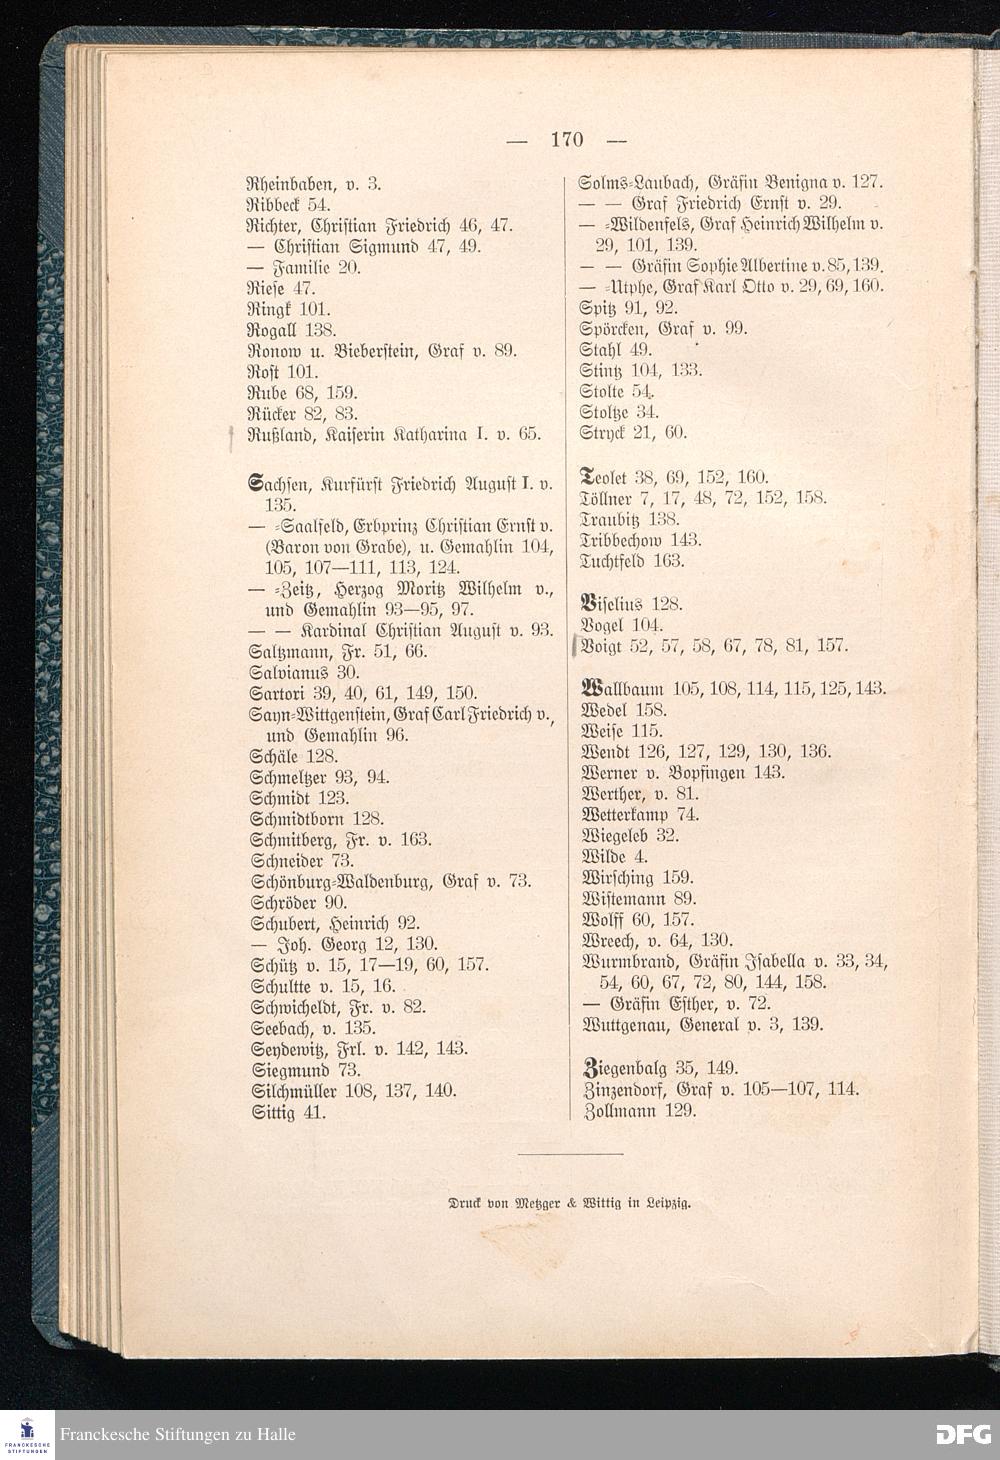 — 170 —
Rheinbaben, v. 3.
Ribbeck 54.
Richter, Christian Friedrich 46, 47.
— Christian Sigmund 47, 49.
— Familie 20.
Riese 47.
Ringk 101.
Rogall 138.
Ronow u. Bieberstein, Graf v. 89.
Rost 101.
Rube 68, 159.
Rücker 82, 83.
Rußland, Kaiserin Katharina I. v. 65.
Sachsen, Kurfürst Friedrich August I. v.
135.
— -Saalfeld, Erbprinz Christian Ernst v.
(Baron von Grabe), u. Gemahlin 104,
105, 107—111, 113, 124.
— -Zeitz, Herzog Moritz Wilhelm v.,
und Gemahlin 93—95, 97.
— — Kardinal Christian August v. 93.
Saltzmann, Fr. 51, 66.
Salvianus 30.
Sartori 39, 40, 61, 149, 150.
Sayn-Wittgenstein, Graf Carl Friedrich v.,
und Gemahlin 96.
Schäle 128.
Schmeltzer 93, 94.
Schmidt 123.
Schmidtborn 128.
Schmitberg, Fr. v. 163.
Schneider 73.
Schönburg-Waldenburg, Graf v. 73.
Schröder 90.
Schubert, Heinrich 92.
— Joh. Georg 12, 130.
Schütz v. 15, 17—19, 60, 157.
Schultte v. 15, 16.
Schwicheldt, Fr. v. 82.
Seebach, v. 135.
Seydewitz, Frl. v. 142, 143.
Siegmund 73.
Silchmüller 108, 137, 140.
Sittig 41.
Solms-Laubach, Gräfin Benigna v. 127.
— — Graf Friedrich Ernst v. 29.
— -Wildenfels, Graf Heinrich Wilhelm v.
29, 101, 139.
— — Gräfin Sophie Albertine v. 85, 139.
— -Utphe, Graf Karl Otto v. 29, 69, 160.
Spitz 91, 92.
Spörcken, Graf v. 99.
Stahl 49.
Stintz 104, 133.
Stolte 54.
Stoltze 34.
Stryck 21, 60.
Teolet 38, 69, 152, 160.
Töllner 7, 17, 48, 72, 152, 158.
Traubitz 138.
Tribbechow 143.
Tuchtfeld 163.
Viselius 128.
Vogel 104.
Voigt 52, 57, 58, 67, 78, 81, 157.
Wallbaum 105, 108, 114, 115, 125, 143.
Wedel 158.
Weise 115.
Wendt 126, 127, 129, 130, 136.
Werner v. Bopfingen 143.
Werther, v. 81.
Wetterkamp 74.
Wiegeleb 32.
Wilde 4.
Wirsching 159.
Wistemann 89.
Wolff 60, 157.
Wreech, v. 64, 130.
Wurmbrand, Gräfin Isabella v. 33, 34,
54, 60, 67, 72, 80, 144, 158.
— Gräfin Esther, v. 72.
Wuttgenau, General v. 3, 139.
Ziegenbalg 35, 149.
Zinzendorf, Graf v. 105—107, 114.
Zollmann 129.
Druck von Metzger & Wittig in Leipzig.
FRANCKESCHE
STIFTUNGEN
Franckesche Stiftungen zu Halle
DFG